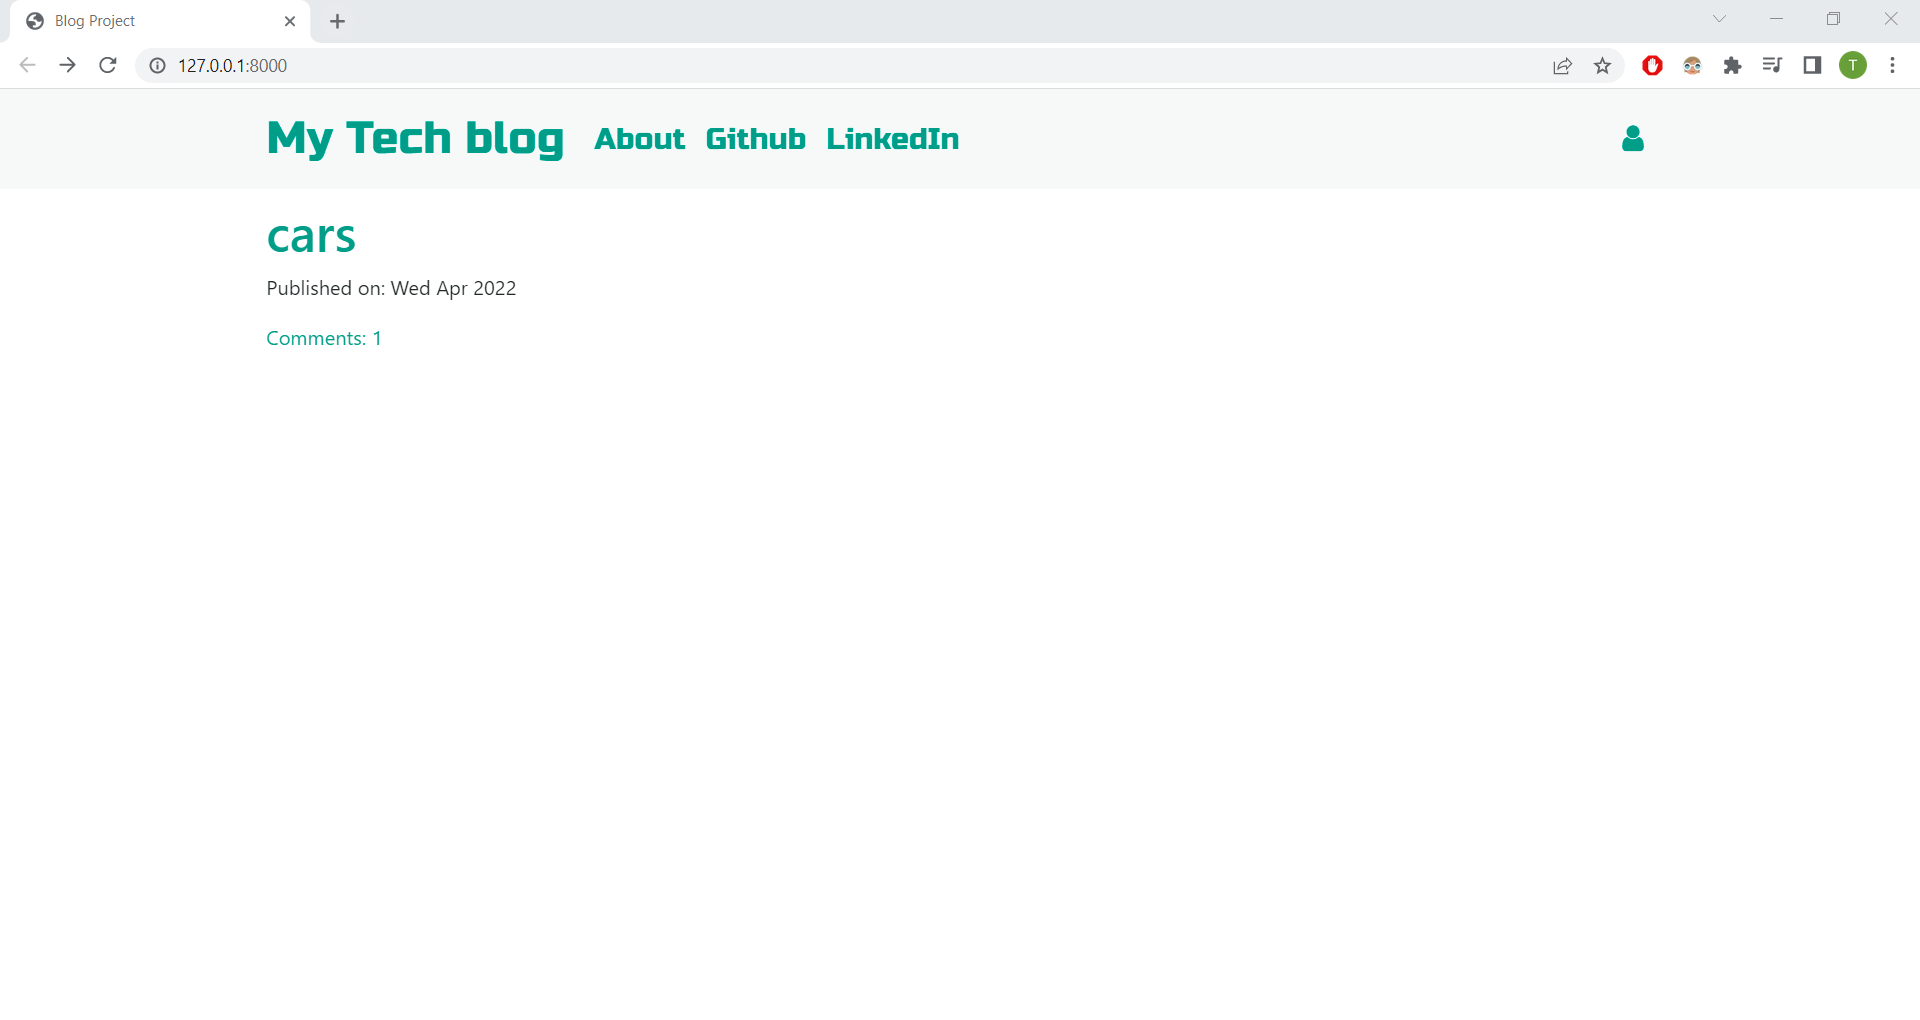 Blog Project
127.0.0.1:8000
T
My Tech blog About Github LinkedIn
cars
Published on: Wed Apr 2022
Comments: 1